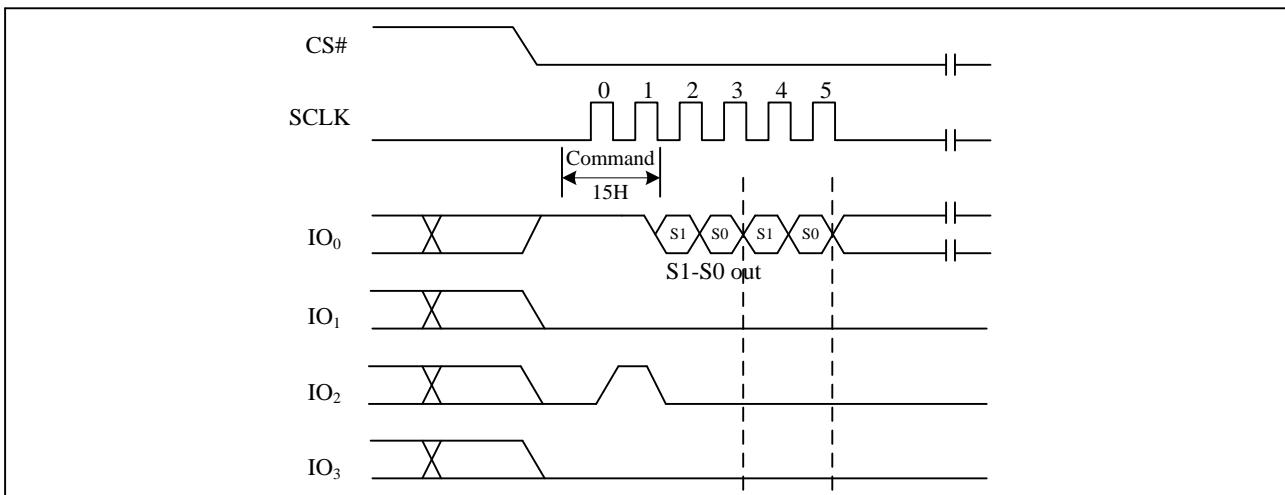 CS#
0 1 2 3 4 5
SCLK
Command
15H
IO0
S1 S0 S1 S0
S1-S0 out
IO1
IO2
IO3